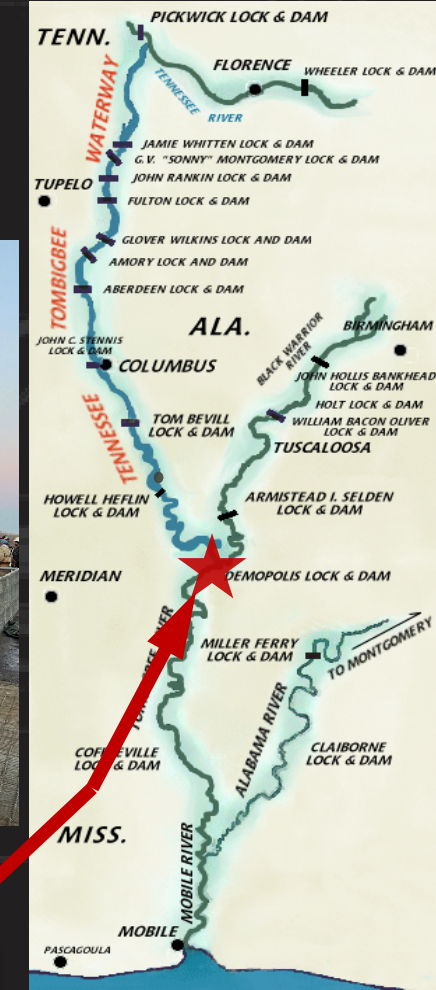 PICKWICK LOCK & DAM
TENN.
FLORENCE
WHEELER LOCK & DAM
TENNESSEE
RIVER
WATERWAY
JAMIE WHITTEN LOCK & DAM
G.V. "SONNY" MONTGOMERY LOCK & DAM
JOHN RANKIN LOCK & DAM
TUPELO
FULTON LOCK & DAM
GLOVER WILKINS LOCK AND DAM
AMORY LOCK AND DAM
TOMBIGBEE
ABERDEEN LOCK & DAM
ALA.
BIRMINGHAM
JOHN C. STENNIS
LOCK & DAM
COLUMBUS
BLACK WARRIOR
RIVER
JOHN HOLLIS BANKHEAD
LOCK & DAM
HOLT LOCK & DAM
WILLIAM BACON OLIVER
LOCK & DAM
TENNESSEE
TOM BEVILL
LOCK & DAM
TUSCALOOSA
HOWELL HEFLIN
LOCK & DAM
ARMISTEAD I. SELDEN
LOCK & DAM
MERIDIAN
DEMOPOLIS LOCK & DAM
MILLER FERRY
LOCK & DAM
TO MONTGOMERY
ALABAMA RIVER
CLAIBORNE
LOCK & DAM
LOCK & DAM
MISS.
MOBILE RIVER
MOBILE
PASCAGOULA